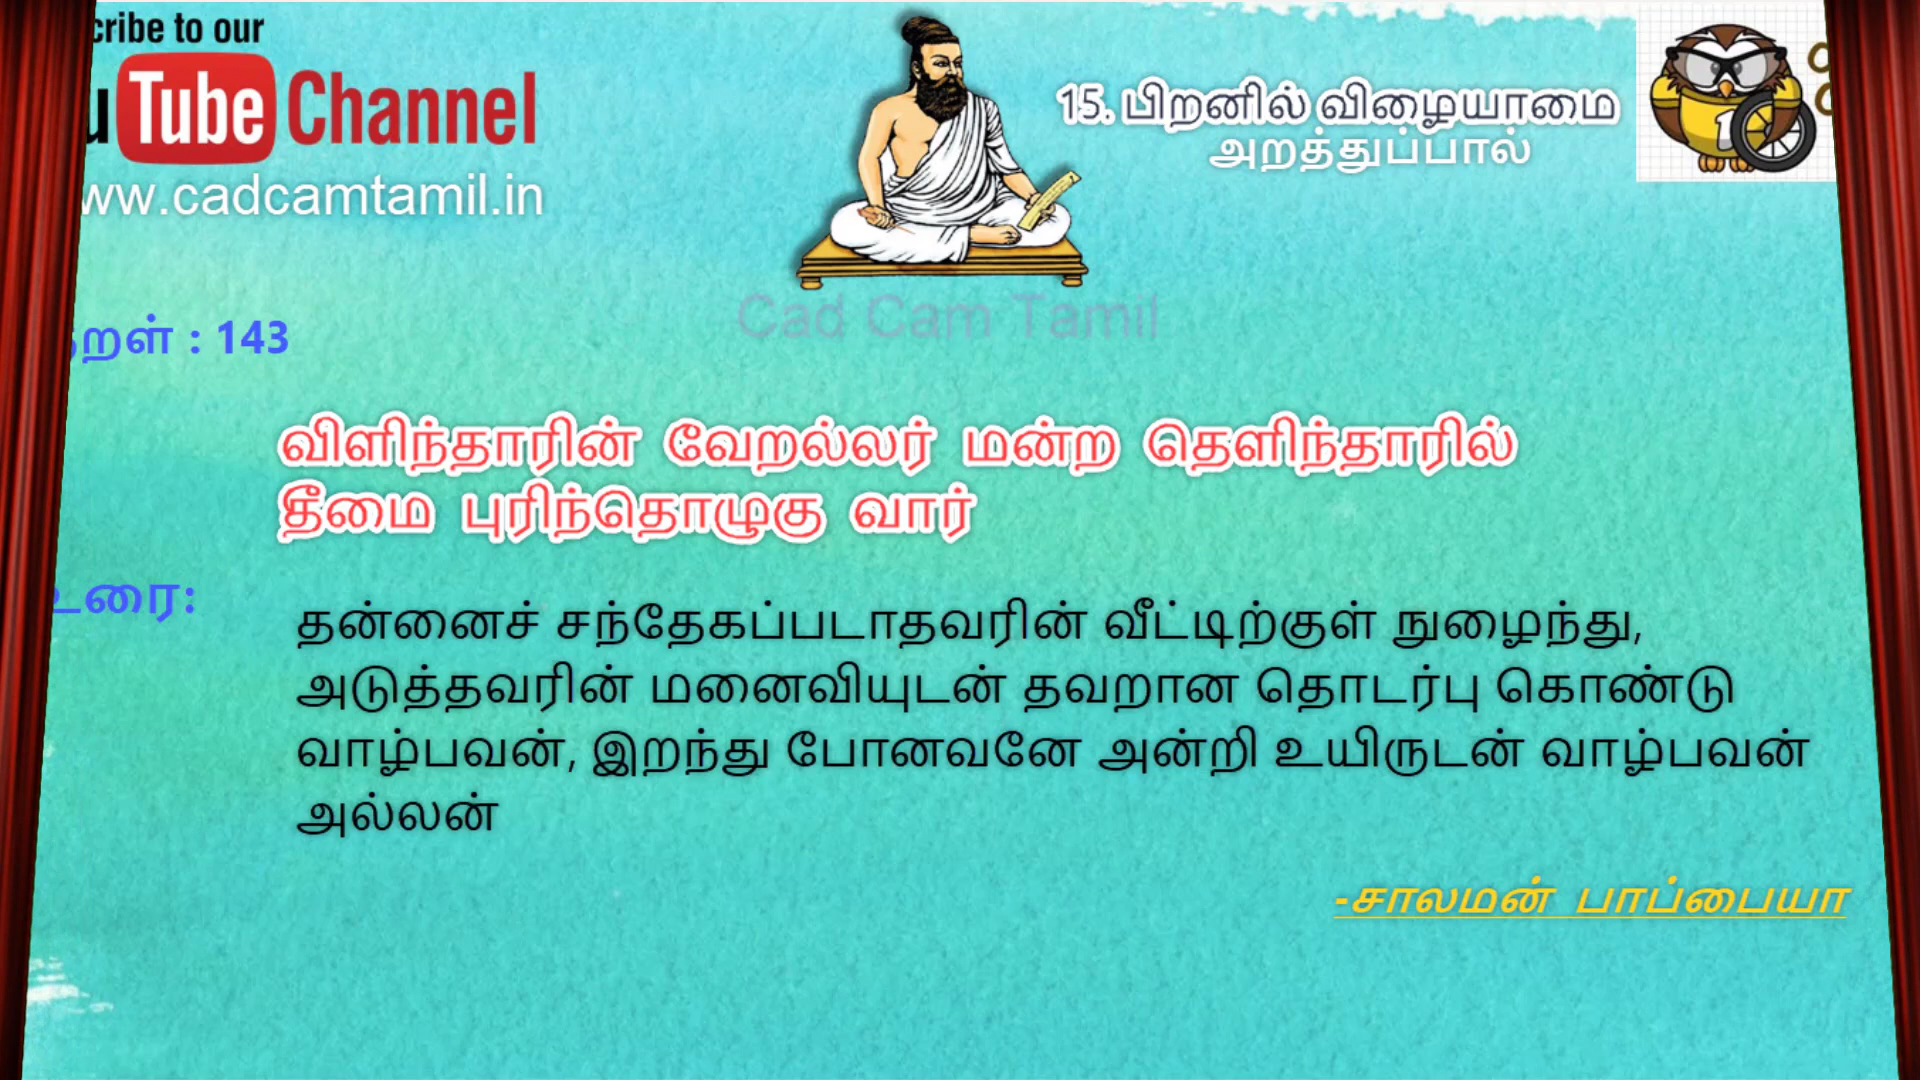 cribe to our
Tube Channel
ww.cadcamtamil.in
15. பிறனில் விழையாமை
அறத்துப்பால்
Cad Cam Tamil
றள் : 143
விளிந்தாரின் வேறல்லர் மன்ற தெளிந்தாரில்
தீமை புரிந்தொழுகு வார்
உரை:
தன்னைச் சந்தேகப்படாதவரின் வீட்டிற்குள் நுழைந்து,
அடுத்தவரின் மனைவியுடன் தவறான தொடர்பு கொண்டு
வாழ்பவன், இறந்து போனவனே அன்றி உயிருடன் வாழ்பவன்
அல்லன்
-சாலமன் பாப்பையா